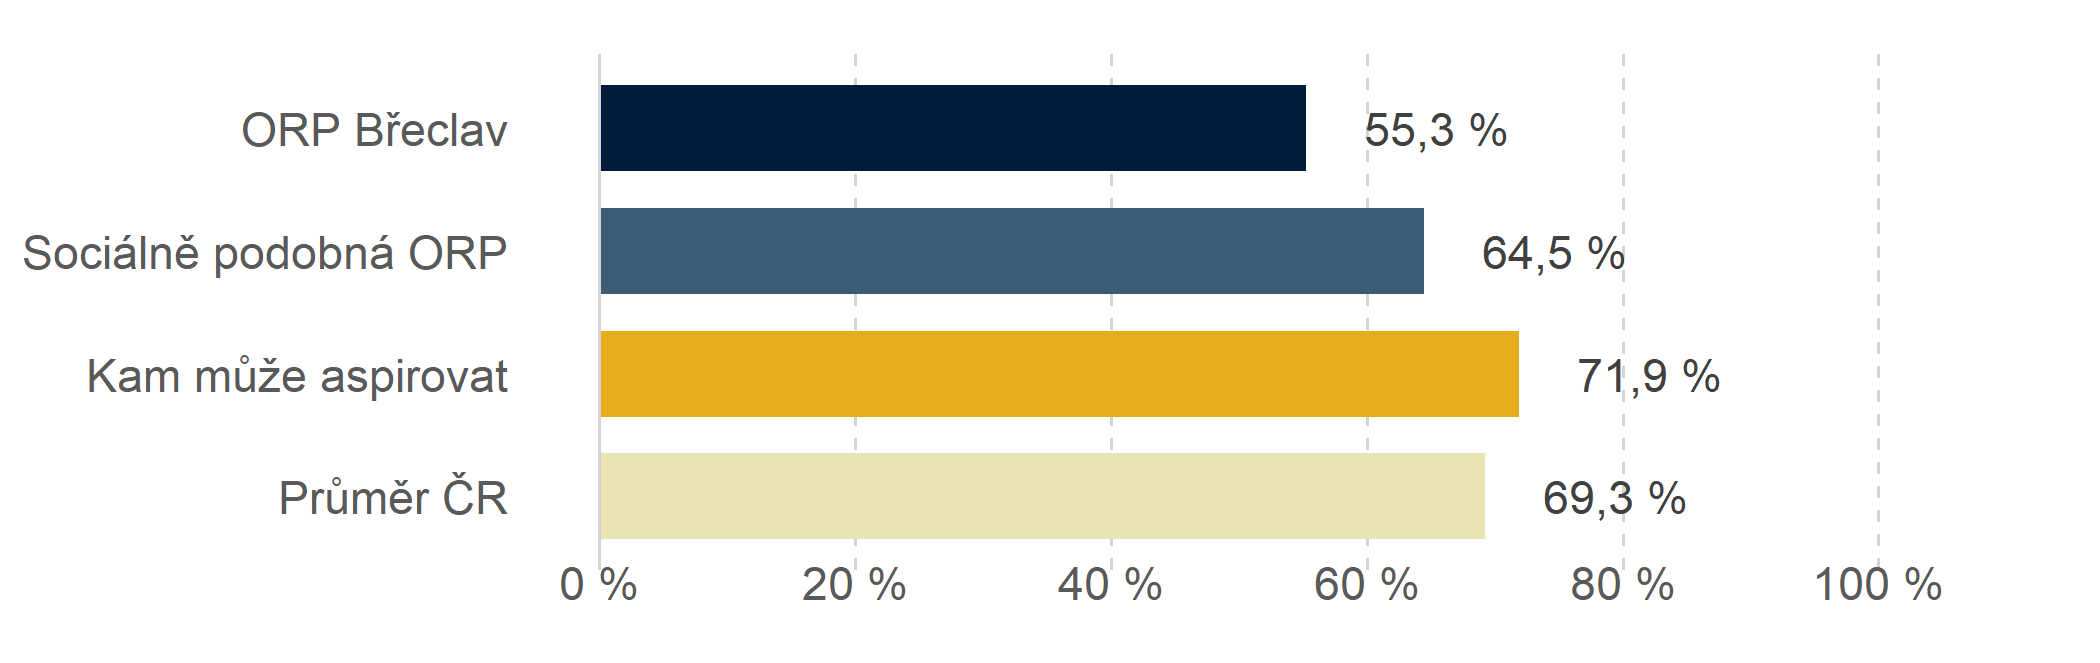 ORP Břeclav 55,3 %
Sociálně podobná ORP 64,5 %
Kam může aspirovat 71,9 %
Průměr ČR 69,3 %
0 % 20 % 40 % 60 % 80 % 100 %